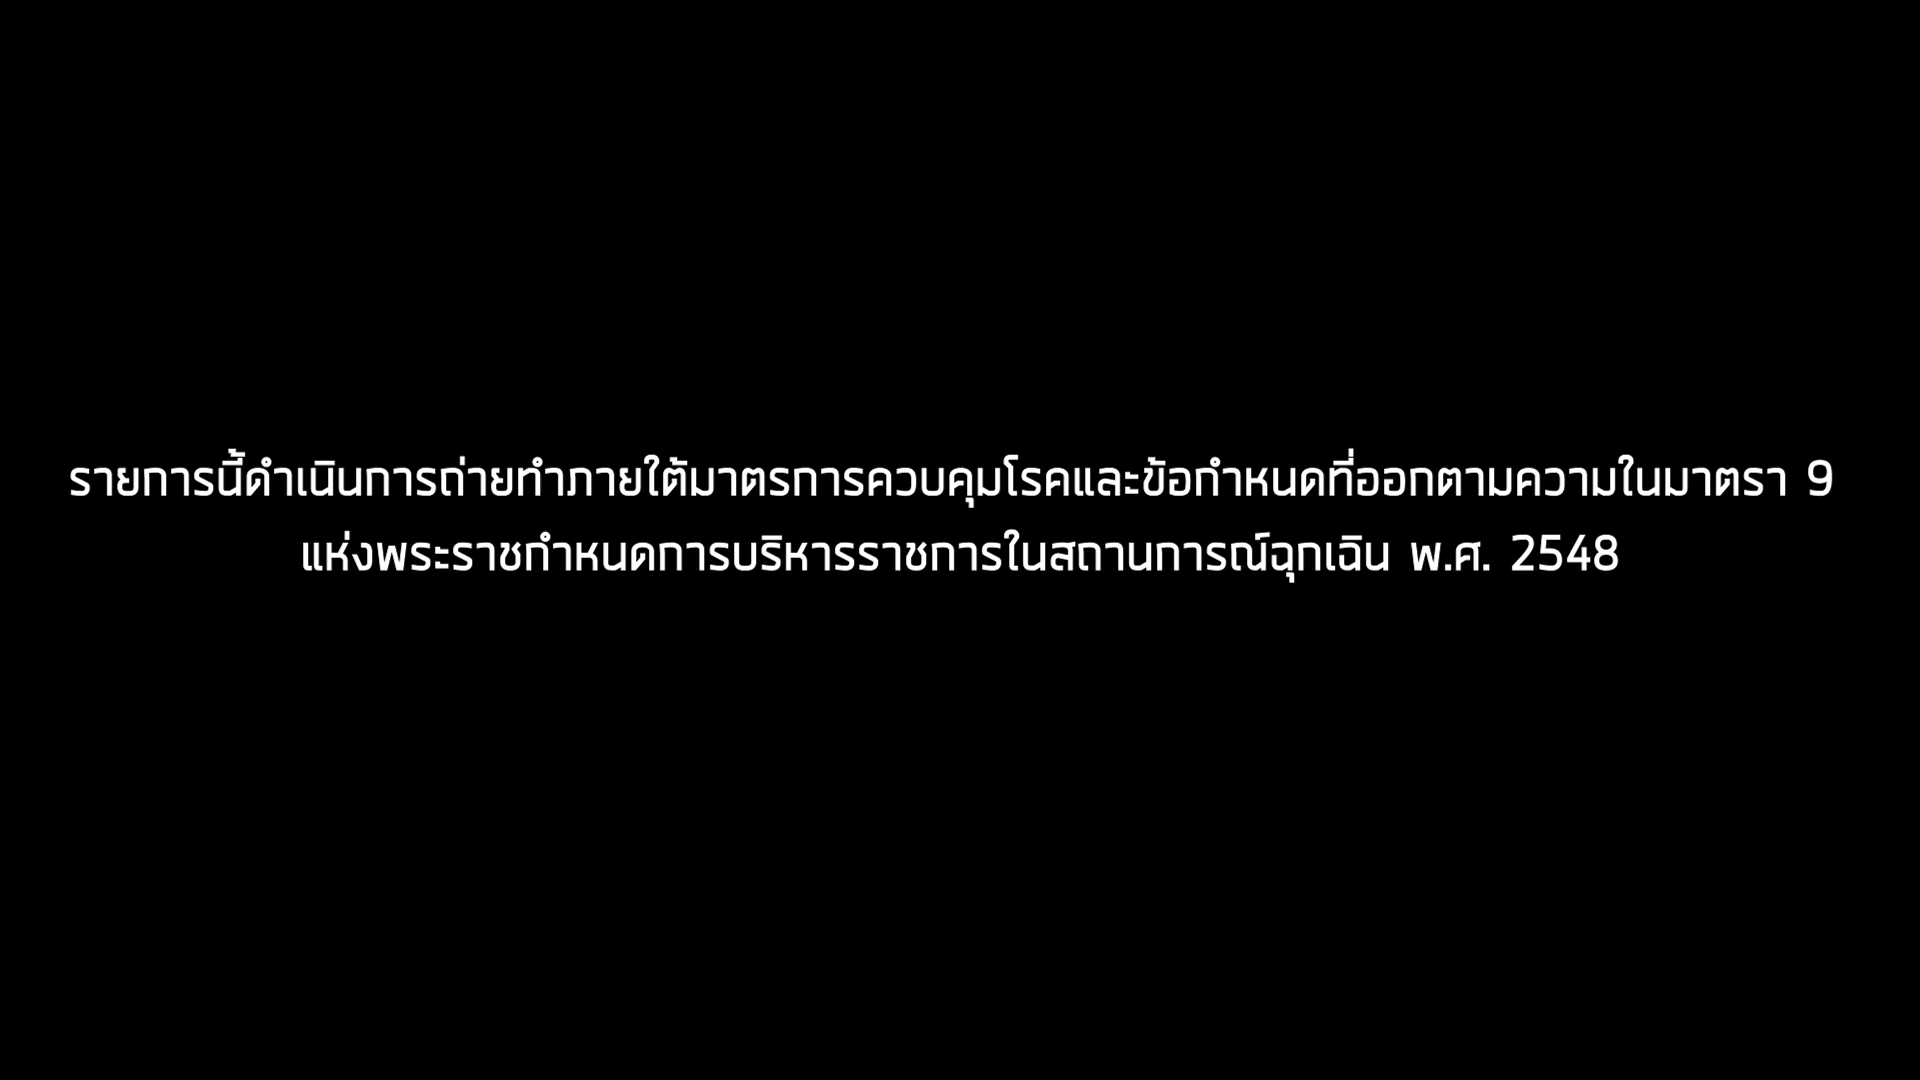 รายการนี้ดำเนินการถ่ายทำภายใต้มาตรการควบคุมโรคและข้อกำหนดที่ออกตามความในมาตรา 9
แห่งพระราชกำหนดการบริหารราชการในสถานการณ์ฉุกเฉิน พ.ศ. 2548